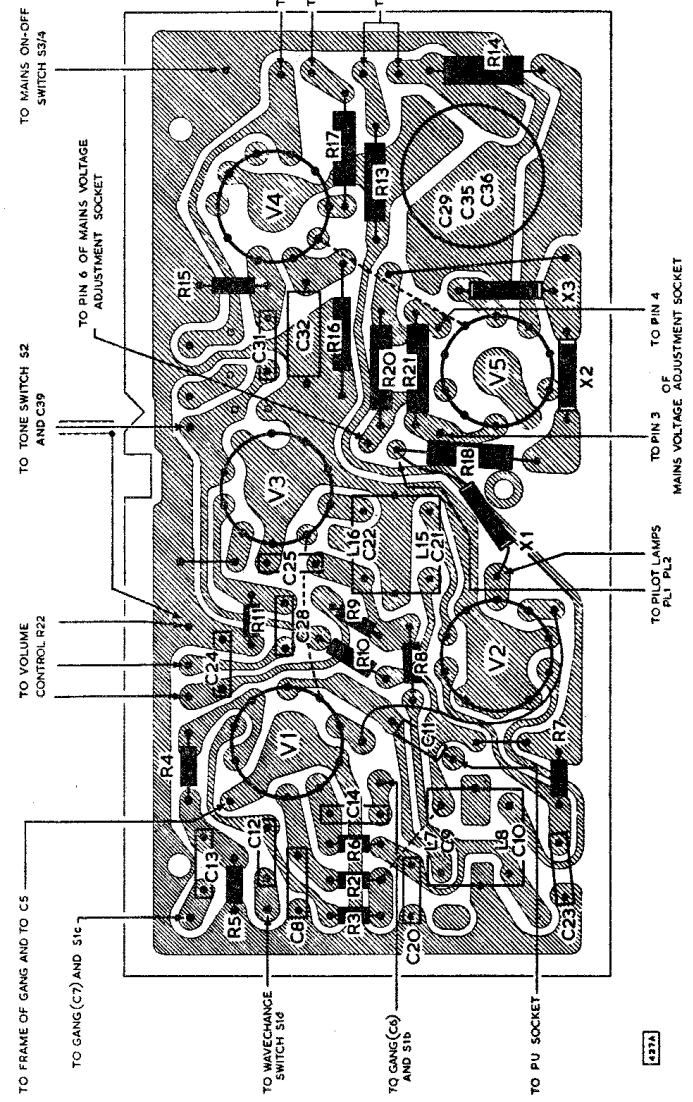 TO MAINS ON-OFF
SWITCH S3/4
TO PIN 6 OF MAINS VOLTAGE
ADJUSTMENT SOCKET
TO TONE SWITCH S2
AND C39
TO VOLUME
CONTROL R22
TO FRAME OF GANG AND TO C5
TO GANG (C7) AND S1c
TO WAVECHANGE
SWITCH S1d
TO GANG (C6)
AND S1b
TO PU SOCKET
TO PILOT LAMPS
PL1 PL2
TO PIN 3
TO PIN 4
OF
MAINS VOLTAGE ADJUSTMENT SOCKET
T
T
T
R14
R17
R13
V4
C29
C35
C36
R15
C31
C32
R16
R20
R21
X3
V5
X2
R18
X1
V3
C25
L16
C22
L15
C21
R11
C28
R9
R10
R8
C24
V2
V1
C11
R4
R7
C14
L7
C9
L8
C10
C13
C12
R6
R2
R5
C8
R3
C20
C23
427A